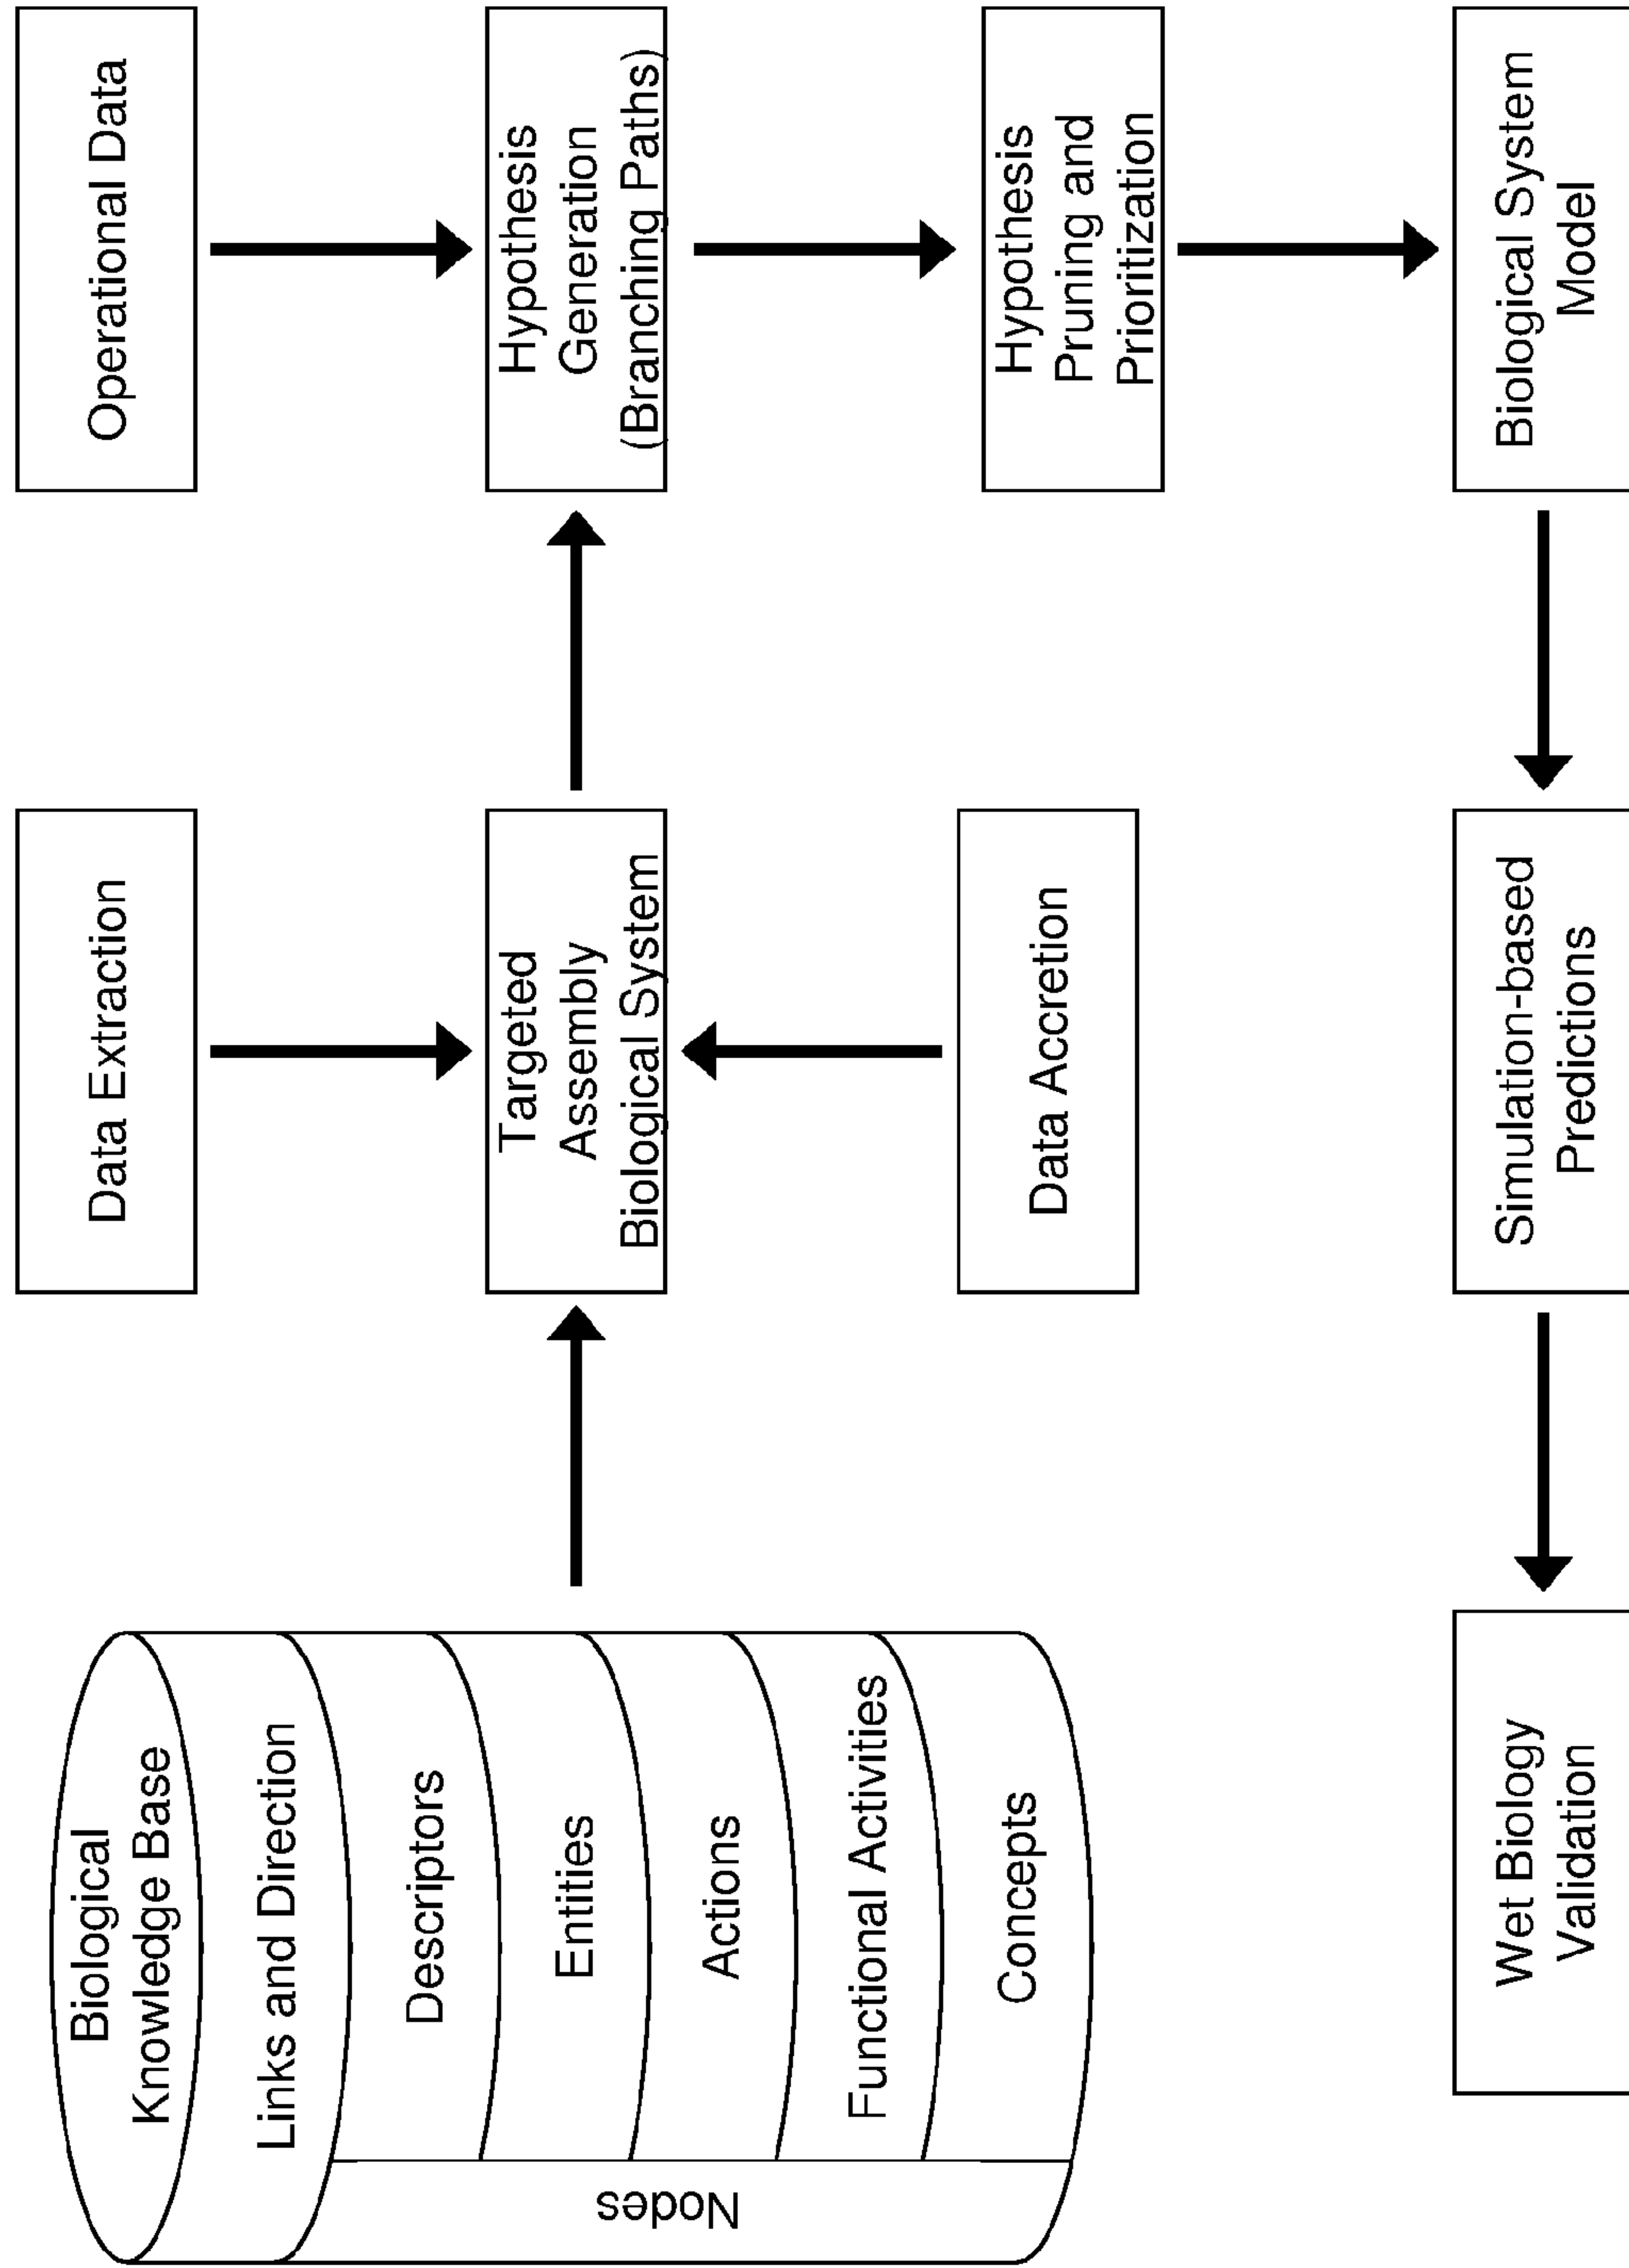 Biological
Knowledge Base
Links and Direction
Nodes
Descriptors
Entities
Actions
Functional Activities
Concepts
Data Extraction
Targeted
Assembly
Biological System
Data Accretion
Operational Data
Hypothesis
Generation
(Branching Paths)
Hypothesis
Pruning and
Prioritization
Biological System
Model
Simulation-based
Predictions
Wet Biology
Validation